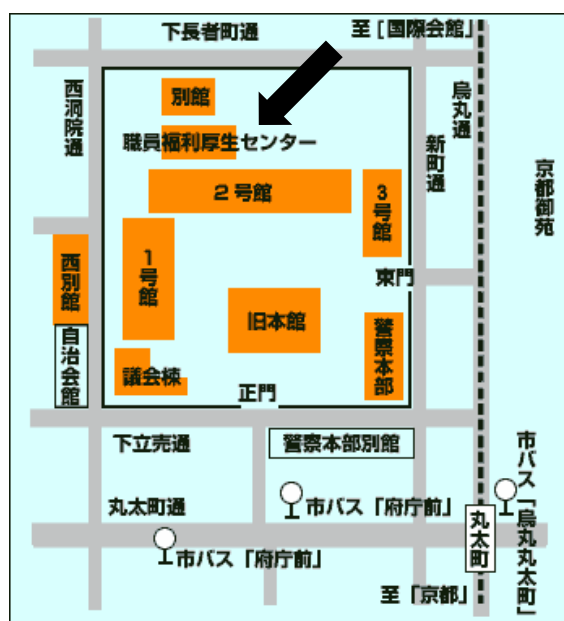 下長者町通
至［国際会館」
西洞院通
烏丸通
別館
職員福利厚生センター
新町通
京都御苑
2号館
3号館
1号館
西別館
東門
旧本館
自治会館
警察本部
議会棟
正門
下立売通
警察本部別館
市バス「烏丸丸太町」
丸太町通
市バス「府庁前」
丸太町
市バス「府庁前」
至「京都」